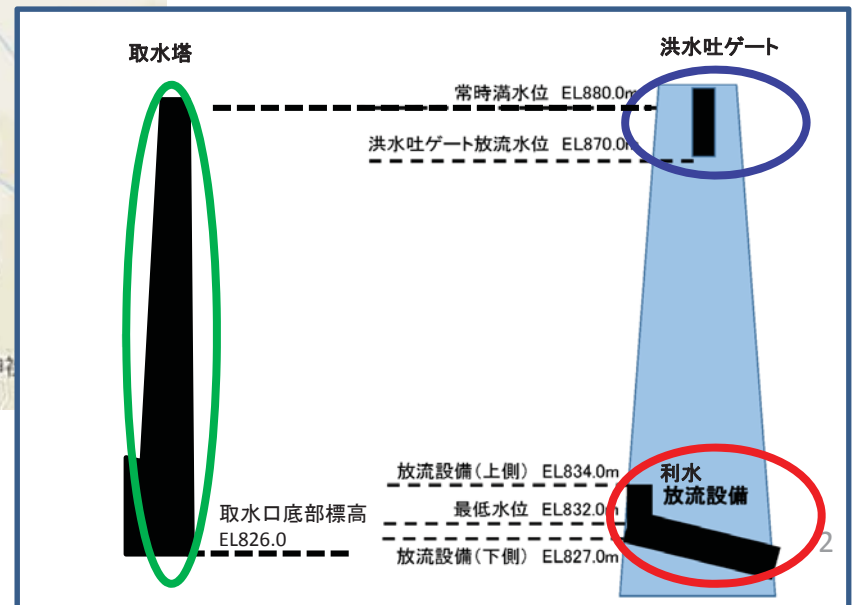 取水塔
洪水吐ゲート
常時満水位 EL880.0m
洪水吐ゲート放流水位 EL870.0m
放流設備(上側) EL834.0m
利水
放流設備
最低水位 EL832.0m
取水口底部標高
EL826.0
放流設備(下側) EL827.0m
2